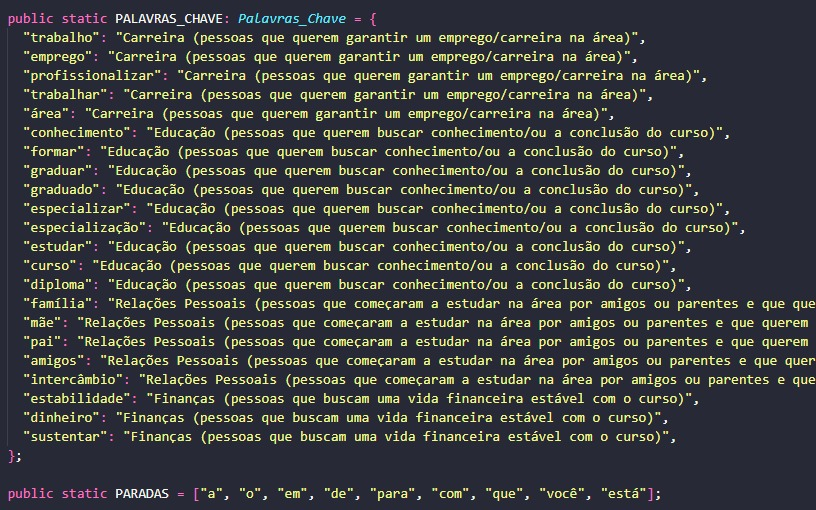 public static PALAVRAS_CHAVE: Palavras_Chave = {
"trabalho": "Carreira (pessoas que querem garantir um emprego/carreira na área)",
"emprego": "Carreira (pessoas que querem garantir um emprego/carreira na área)",
"profissionalizar": "Carreira (pessoas que querem garantir um emprego/carreira na área)",
"trabalhar": "Carreira (pessoas que querem garantir um emprego/carreira na área)",
"área": "Carreira (pessoas que querem garantir um emprego/carreira na área)",
"conhecimento": "Educação (pessoas que querem buscar conhecimento/ou a conclusão do curso)",
"formar": "Educação (pessoas que querem buscar conhecimento/ou a conclusão do curso)",
"graduar": "Educação (pessoas que querem buscar conhecimento/ou a conclusão do curso)",
"graduado": "Educação (pessoas que querem buscar conhecimento/ou a conclusão do curso)",
"especializar": "Educação (pessoas que querem buscar conhecimento/ou a conclusão do curso)",
"especialização": "Educação (pessoas que querem buscar conhecimento/ou a conclusão do curso)",
"estudar": "Educação (pessoas que querem buscar conhecimento/ou a conclusão do curso)",
"curso": "Educação (pessoas que querem buscar conhecimento/ou a conclusão do curso)",
"diploma": "Educação (pessoas que querem buscar conhecimento/ou a conclusão do curso)",
"família": "Relações Pessoais (pessoas que começaram a estudar na área por amigos ou parentes e que que
"mãe": "Relações Pessoais (pessoas que começaram a estudar na área por amigos ou parentes e que querem
"pai": "Relações Pessoais (pessoas que começaram a estudar na área por amigos ou parentes e que querem
"amigos": "Relações Pessoais (pessoas que começaram a estudar na área por amigos ou parentes e que quer
"intercâmbio": "Relações Pessoais (pessoas que começaram a estudar na área por amigos ou parentes e que
"estabilidade": "Finanças (pessoas que buscam uma vida financeira estável com o curso)",
"dinheiro": "Finanças (pessoas que buscam uma vida financeira estável com o curso)",
"sustentar": "Finanças (pessoas que buscam uma vida financeira estável com o curso)",
};
public static PARADAS = ["a", "o", "em", "de", "para", "com", "que", "você", "está"];